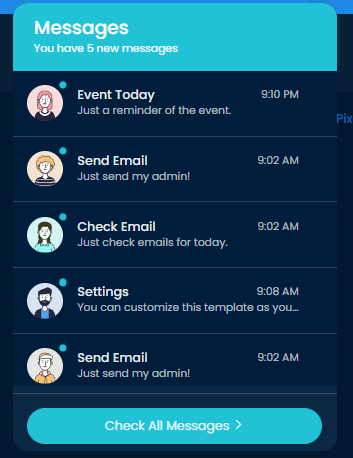 Messages
You have 5 new messages
Event Today 9:10 PM
Just a reminder of the event.
Send Email 9:02 AM
Just send my admin!
Check Email 9:02 AM
Just check emails for today.
Settings 9:08 AM
You can customize this template as you...
Send Email 9:02 AM
Just send my admin!
Check All Messages
Pix